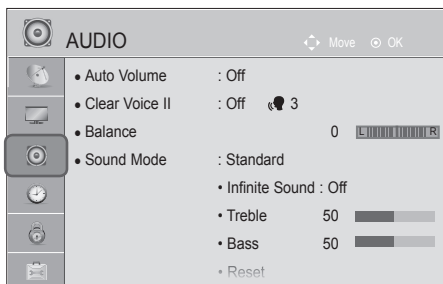 AUDIO Move OK
• Auto Volume : Off
• Clear Voice II : Off 3
• Balance 0 L R
• Sound Mode : Standard
• Infinite Sound : Off
• Treble 50
• Bass 50
• Reset